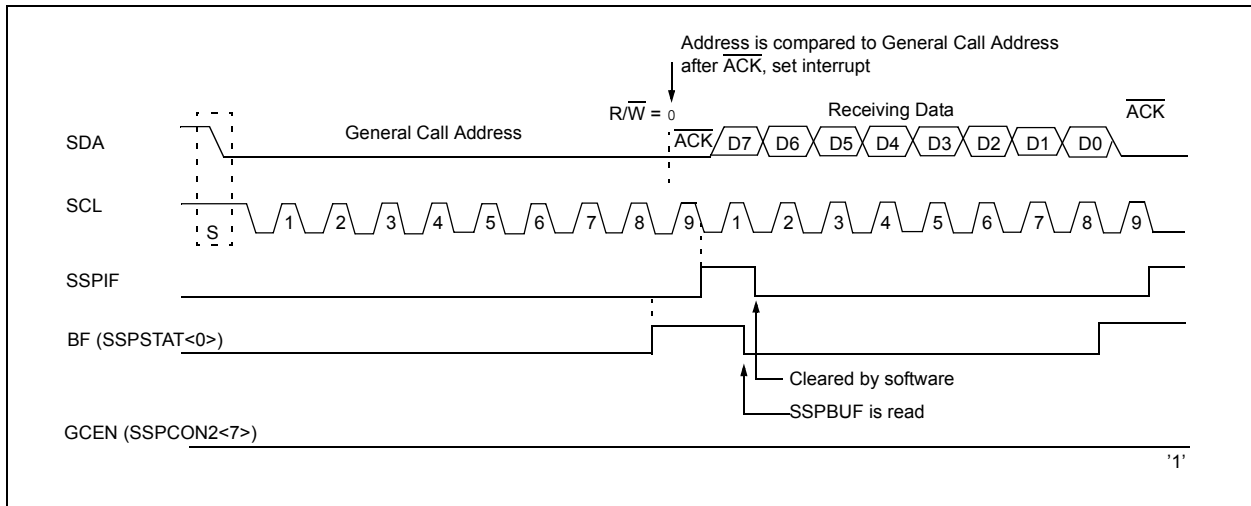 Address is compared to General Call Address
after ACK, set interrupt
R/W = 0
General Call Address
Receiving Data
ACK
SDA
ACK
D7 D6 D5 D4 D3 D2 D1 D0
SCL
S
1 2 3 4 5 6 7 8 9 1 2 3 4 5 6 7 8 9
SSPIF
BF (SSPSTAT<0>)
Cleared by software
SSPBUF is read
GCEN (SSPCON2<7>)
'1'